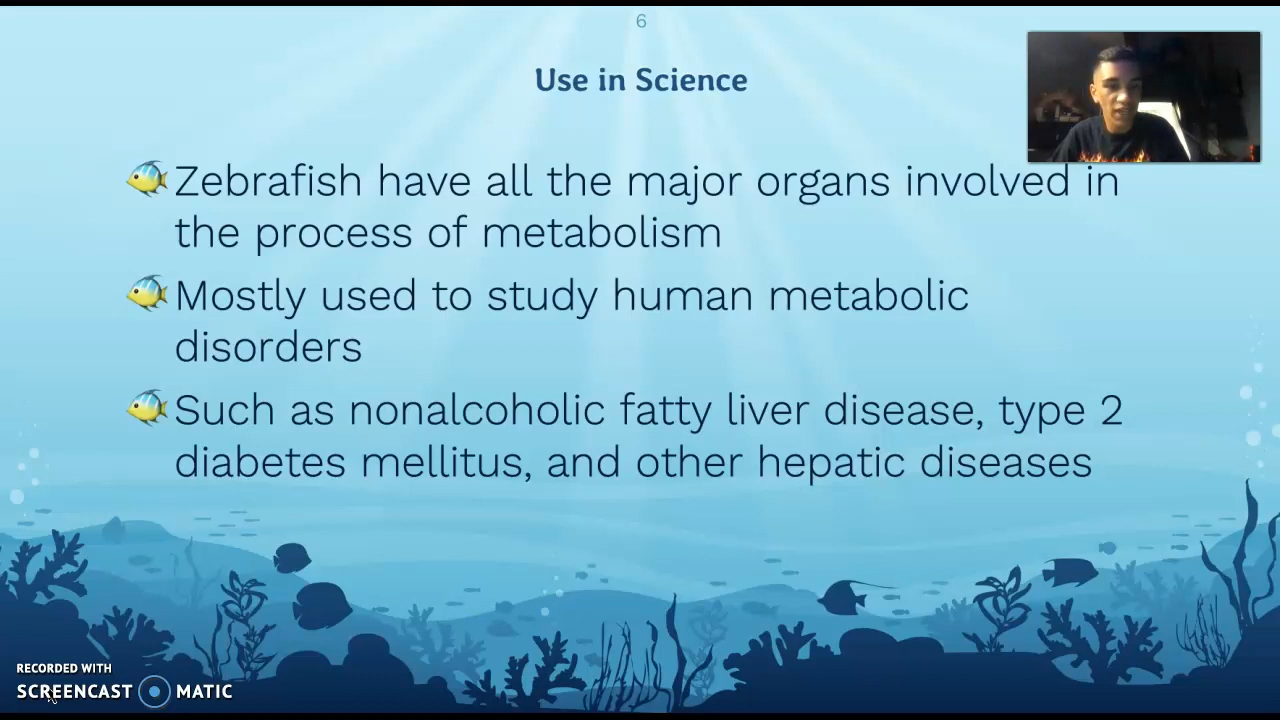 6
Use in Science
Zebrafish have all the major organs involved in
the process of metabolism
Mostly used to study human metabolic
disorders
Such as nonalcoholic fatty liver disease, type 2
diabetes mellitus, and other hepatic diseases
RECORDED WITH
SCREENCAST MATIC